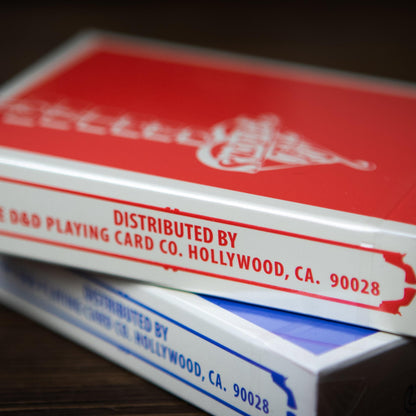 DISTRIBUTED BY
D&D PLAYING CARD CO. HOLLYWOOD, CA. 90028
DISTRIBUTED BY
PLAYING CARD CO. HOLLYWOOD, CA. 90028